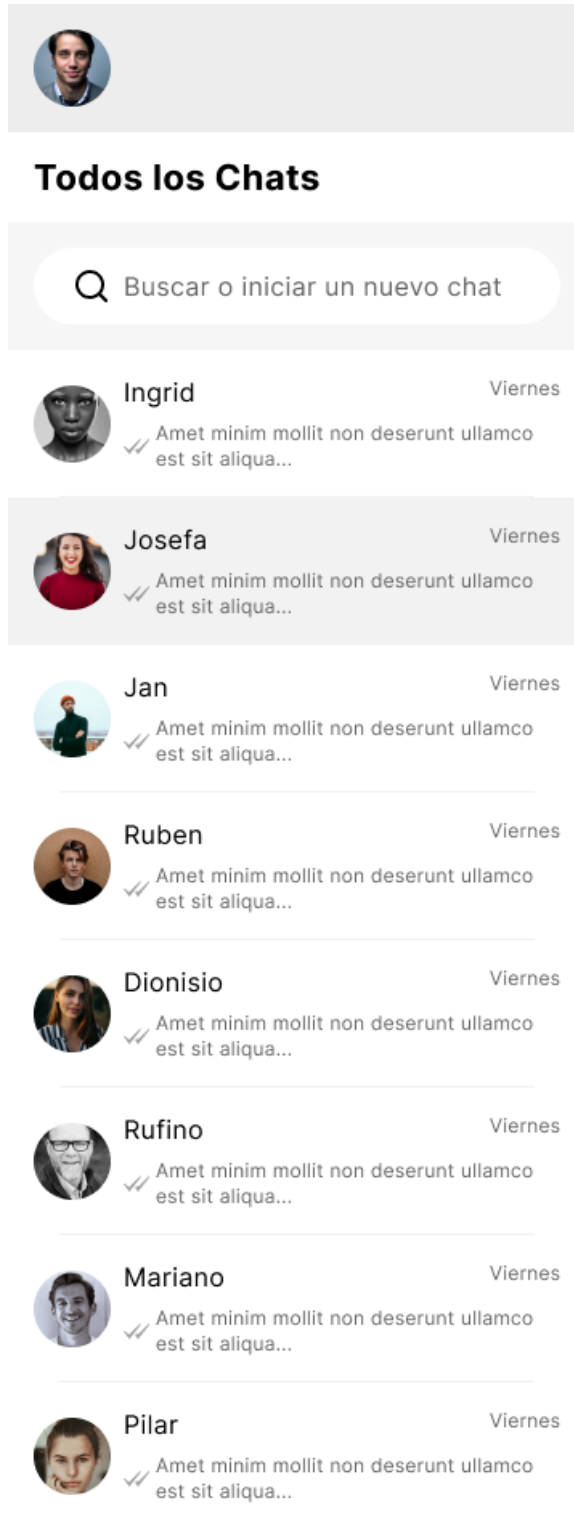 Todos los Chats
Buscar o iniciar un nuevo chat
Ingrid
Viernes
Amet minim mollit non deserunt ullamco
est sit aliqua...
Josefa
Viernes
Amet minim mollit non deserunt ullamco
est sit aliqua...
Jan
Viernes
Amet minim mollit non deserunt ullamco
est sit aliqua...
Ruben
Viernes
Amet minim mollit non deserunt ullamco
est sit aliqua...
Dionisio
Viernes
Amet minim mollit non deserunt ullamco
est sit aliqua...
Rufino
Viernes
Amet minim mollit non deserunt ullamco
est sit aliqua...
Mariano
Viernes
Amet minim mollit non deserunt ullamco
est sit aliqua...
Pilar
Viernes
Amet minim mollit non deserunt ullamco
est sit aliqua...